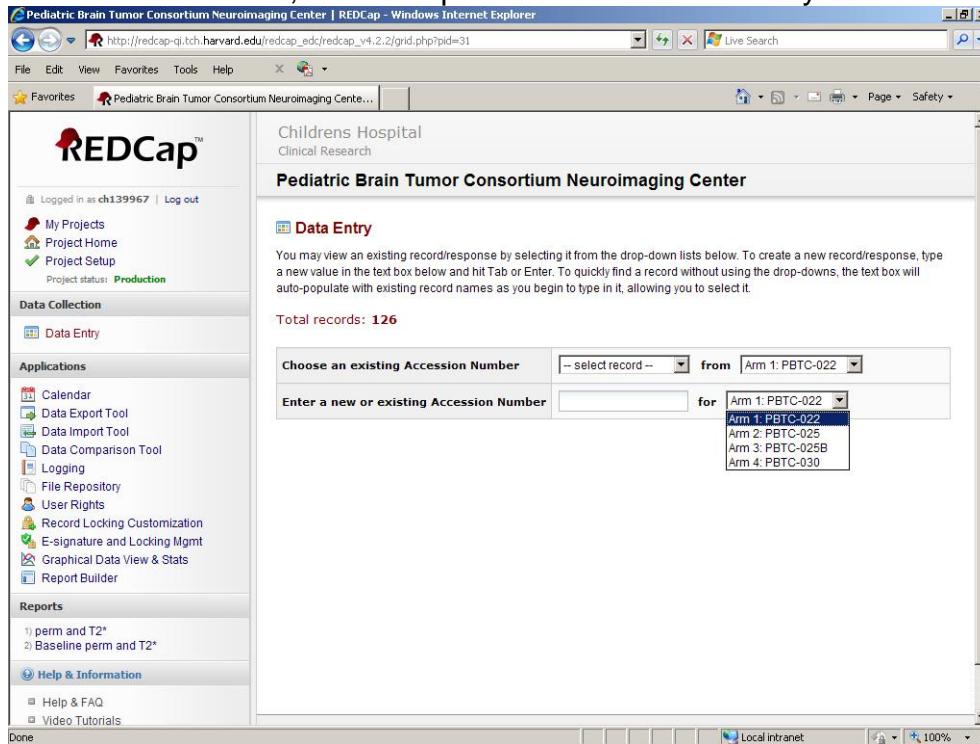 Pediatric Brain Tumor Consortium Neuroimaging Center | REDCap - Windows Internet Explorer
http://redcap-qi.tch.harvard.edu/redcap_edc/redcap_v4.2.2/grid.php?pid=31
Live Search
File Edit View Favorites Tools Help
Favorites
Pediatric Brain Tumor Consortium Neuroimaging Cente...
Page
Safety
REDCap™
Logged in as ch139967 | Log out
My Projects
Project Home
Project Setup
Project status: Production
Data Collection
Data Entry
Applications
Calendar
Data Export Tool
Data Import Tool
Data Comparison Tool
Logging
File Repository
User Rights
Record Locking Customization
E-signature and Locking Mgmt
Graphical Data View & Stats
Report Builder
Reports
1) perm and T2*
2) Baseline perm and T2*
Help & Information
Help & FAQ
Video Tutorials
Childrens Hospital
Clinical Research
Pediatric Brain Tumor Consortium Neuroimaging Center
Data Entry
You may view an existing record/response by selecting it from the drop-down lists below. To create a new record/response, type
a new value in the text box below and hit Tab or Enter. To quickly find a record without using the drop-downs, the text box will
auto-populate with existing record names as you begin to type in it, allowing you to select it.
Total records: 126
Choose an existing Accession Number -- select record -- from Arm 1: PBTC-022
Enter a new or existing Accession Number for Arm 1: PBTC-022
Arm 1: PBTC-022
Arm 2: PBTC-025
Arm 3: PBTC-025B
Arm 4: PBTC-030
Done
Local intranet
100%